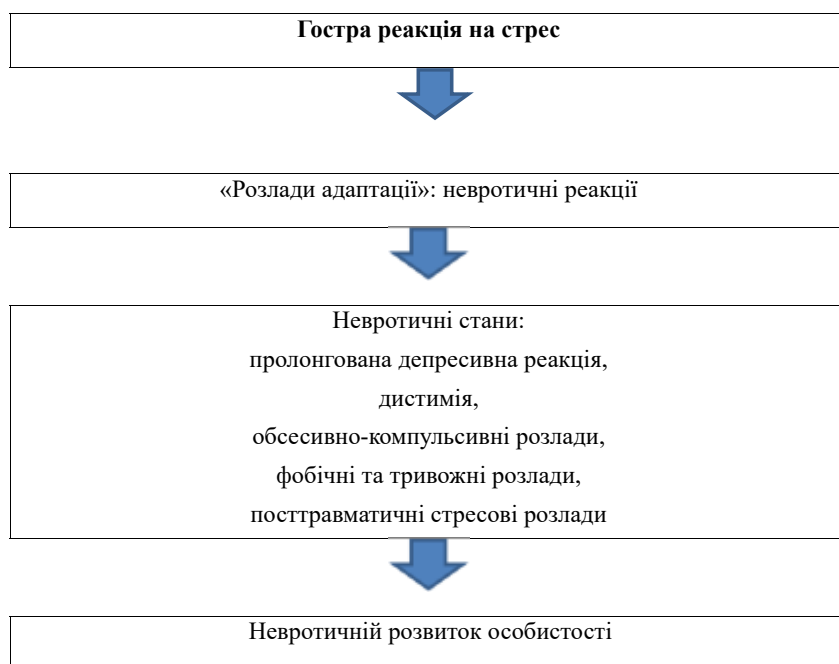 Гостра реакція на стрес
«Розлади адаптації»: невротичні реакції
Невротичні стани:
пролонгована депресивна реакція,
дистимія,
обсесивно-компульсивні розлади,
фобічні та тривожні розлади,
посттравматичні стресові розлади
Невротичній розвиток особистості